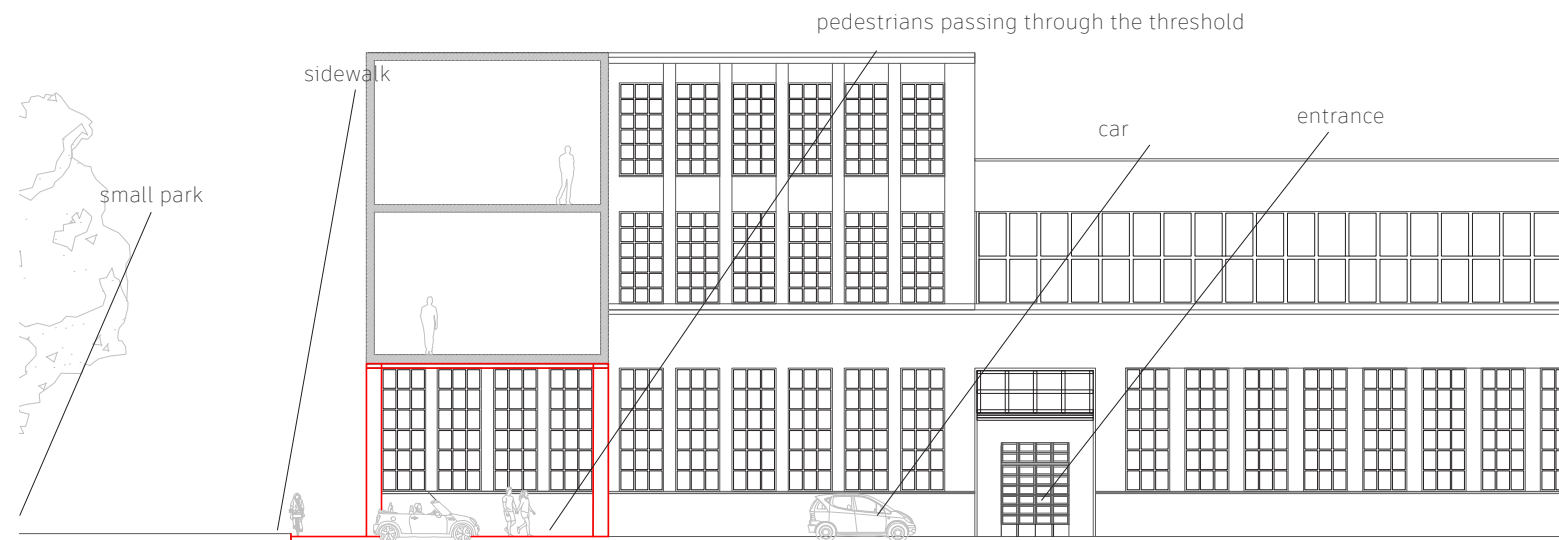 pedestrians passing through the threshold
sidewalk
car
entrance
small park